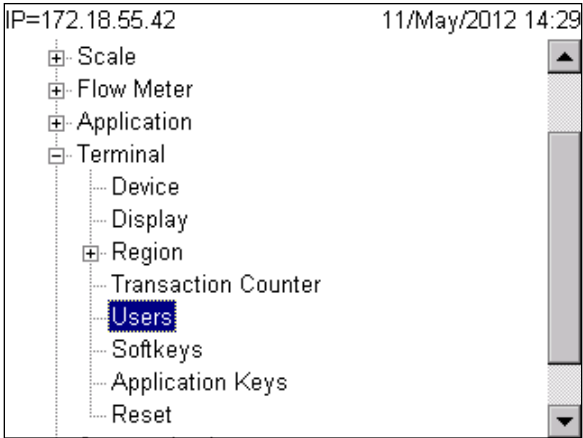 IP=172.18.55.42 11/May/2012 14:29
Scale
Flow Meter
Application
Terminal
Device
Display
Region
Transaction Counter
Users
Softkeys
Application Keys
Reset